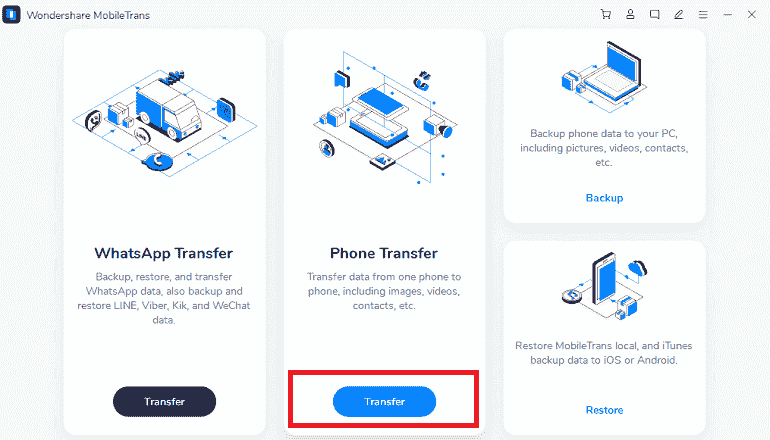 Wondershare MobileTrans
WhatsApp Transfer
Backup, restore, and transfer
WhatsApp data, also backup and
restore LINE, Viber, Kik, and WeChat
data.
Transfer
Phone Transfer
Transfer data from one phone to
phone, including images, videos,
contacts, etc.
Transfer
Backup phone data to your PC,
including pictures, videos, contacts,
etc.
Backup
Restore MobileTrans local, and iTunes
backup data to iOS or Android.
Restore